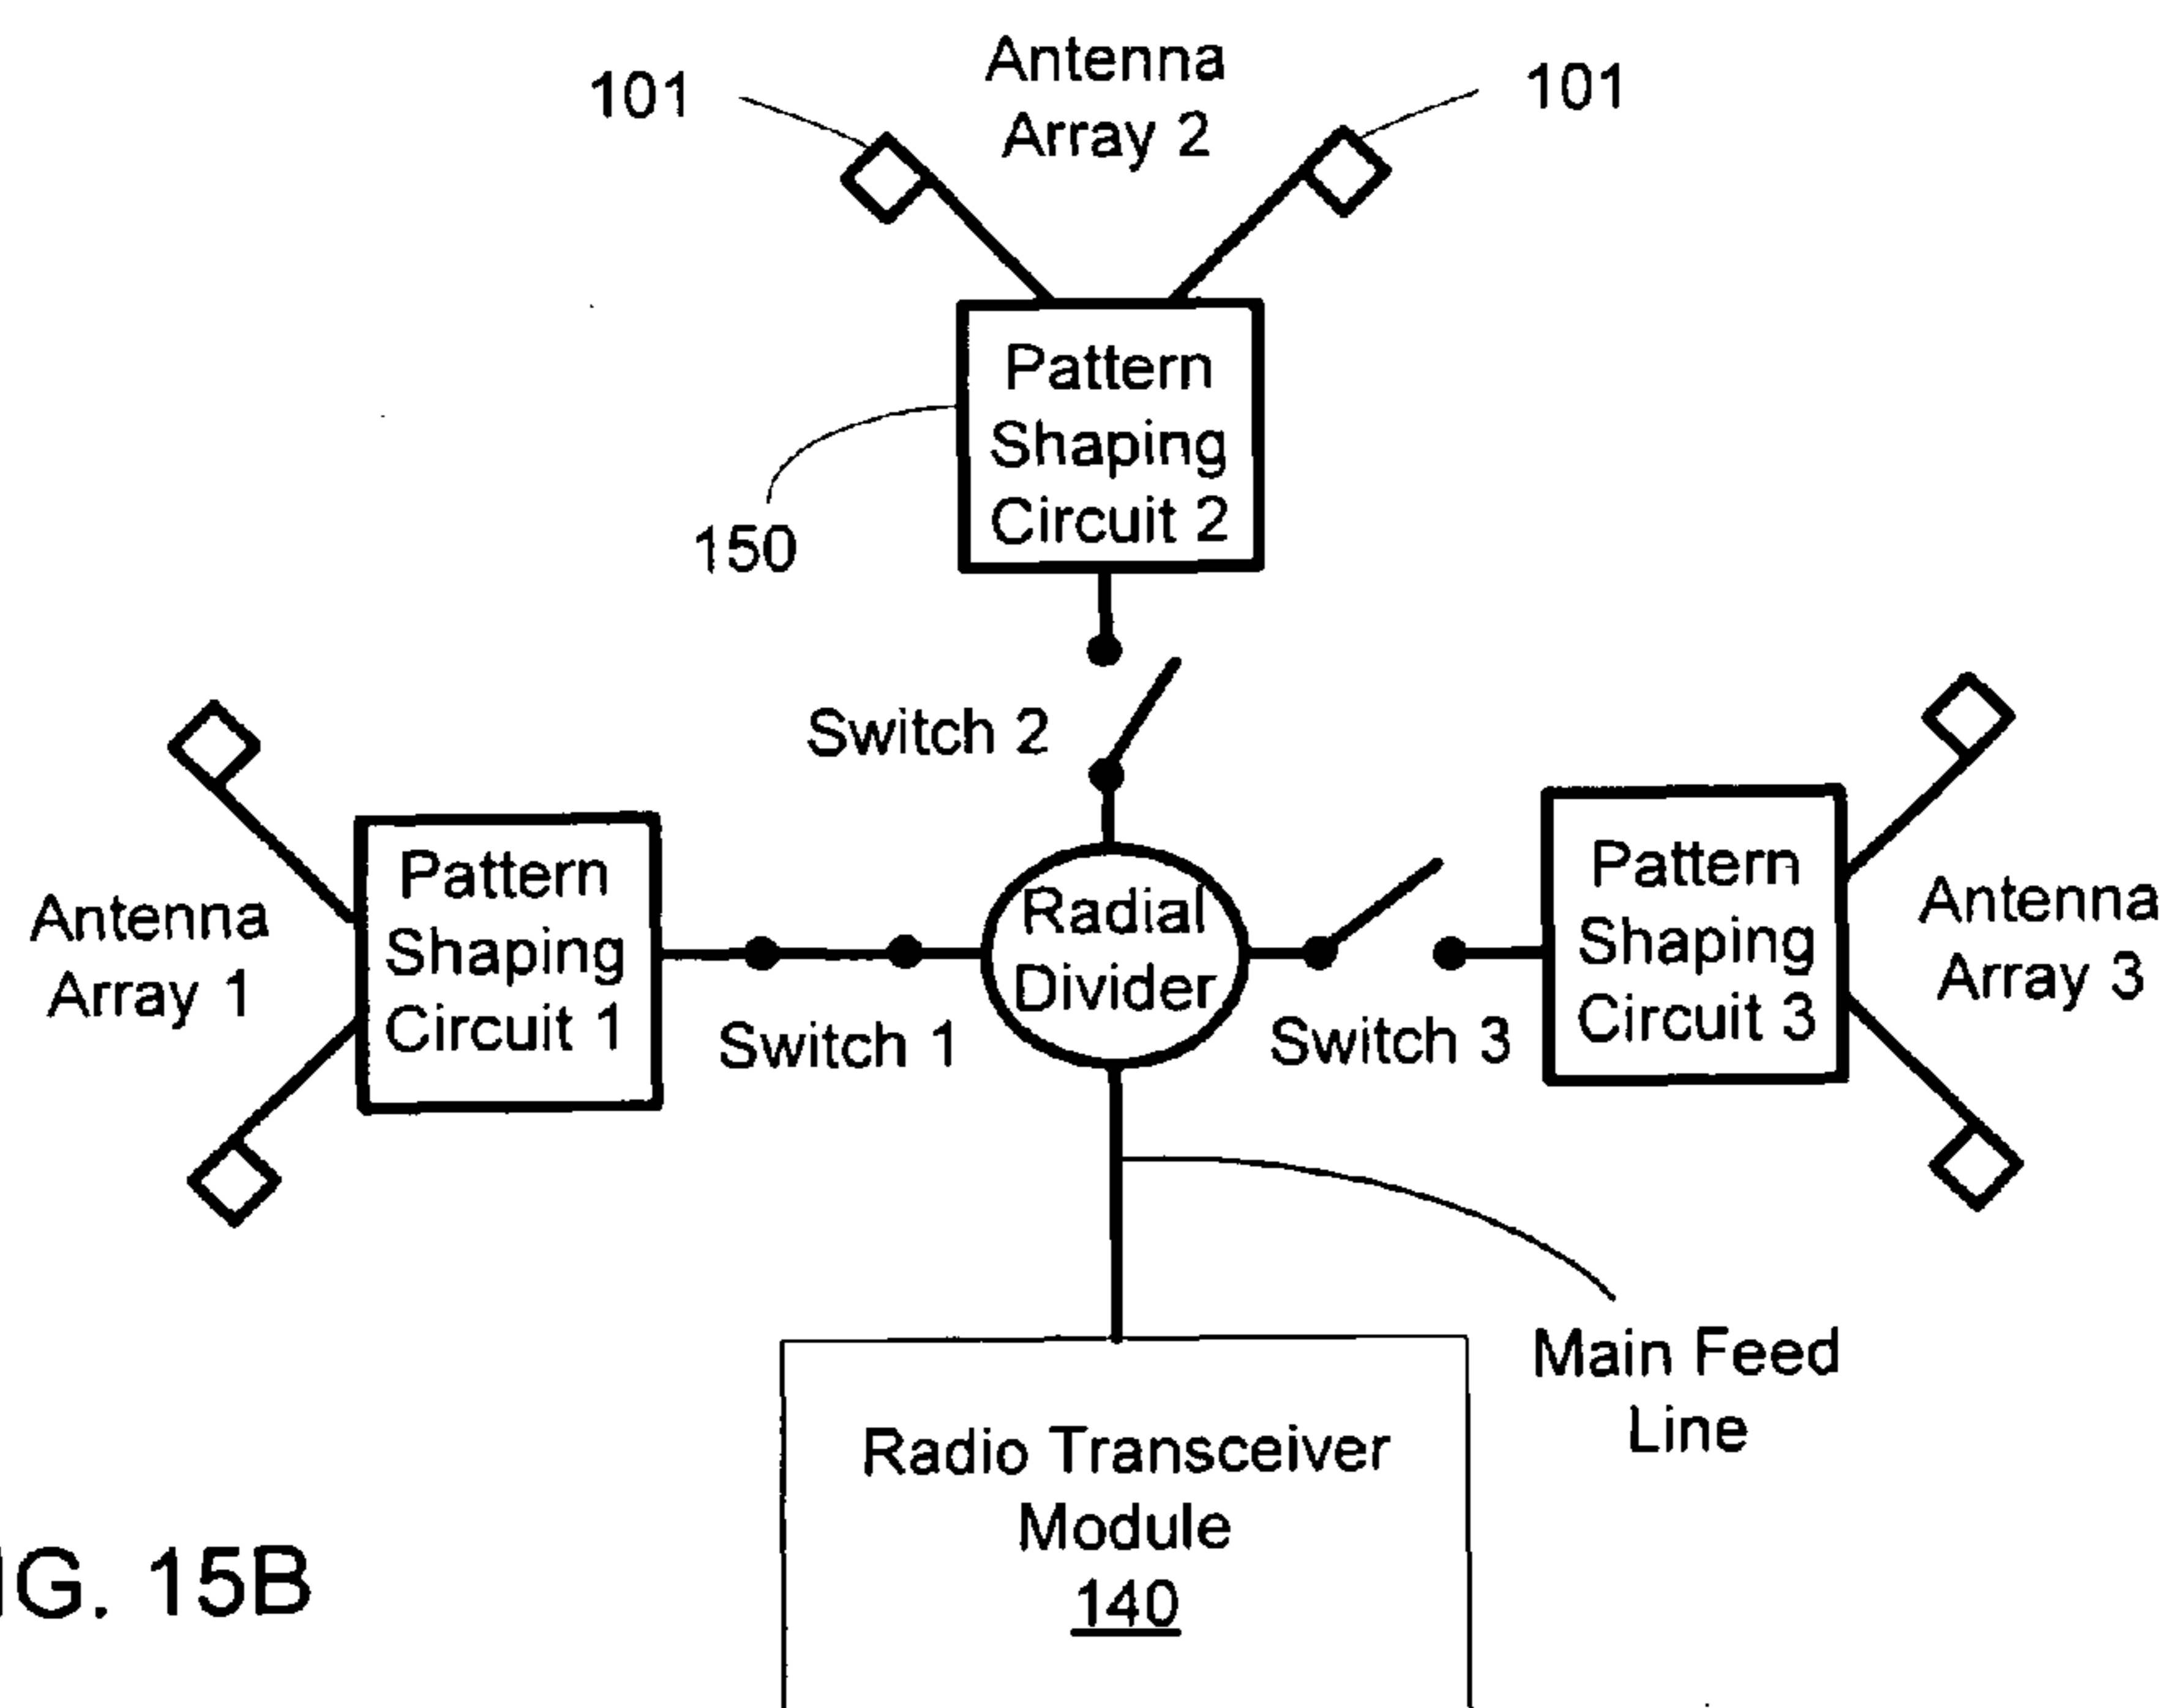 101
Antenna
Array 2
101
Pattern
Shaping
Circuit 2
150
Switch 2
Antenna
Array 1
Pattern
Shaping
Circuit 1
Switch 1
Radial
Divider
Switch 3
Pattern
Shaping
Circuit 3
Antenna
Array 3
Main Feed
Line
Radio Transceiver
Module
140
IG. 15B